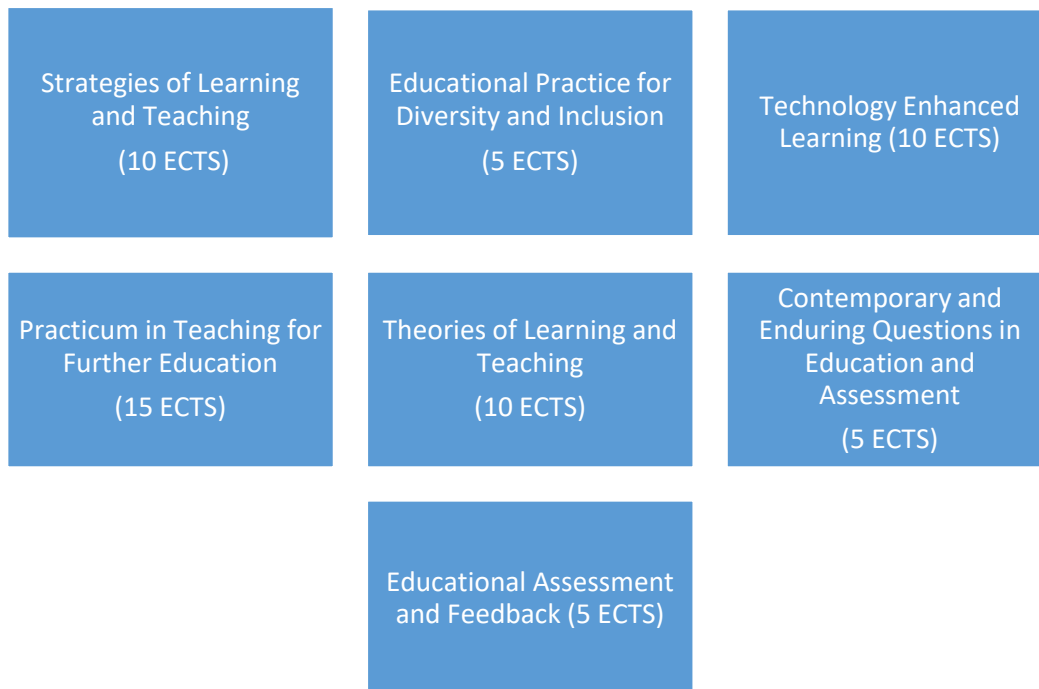 Strategies of Learning
and Teaching
(10 ECTS)
Educational Practice for
Diversity and Inclusion
(5 ECTS)
Technology Enhanced
Learning (10 ECTS)
Practicum in Teaching for
Further Education
(15 ECTS)
Theories of Learning and
Teaching
(10 ECTS)
Contemporary and
Enduring Questions in
Education and
Assessment
(5 ECTS)
Educational Assessment
and Feedback (5 ECTS)